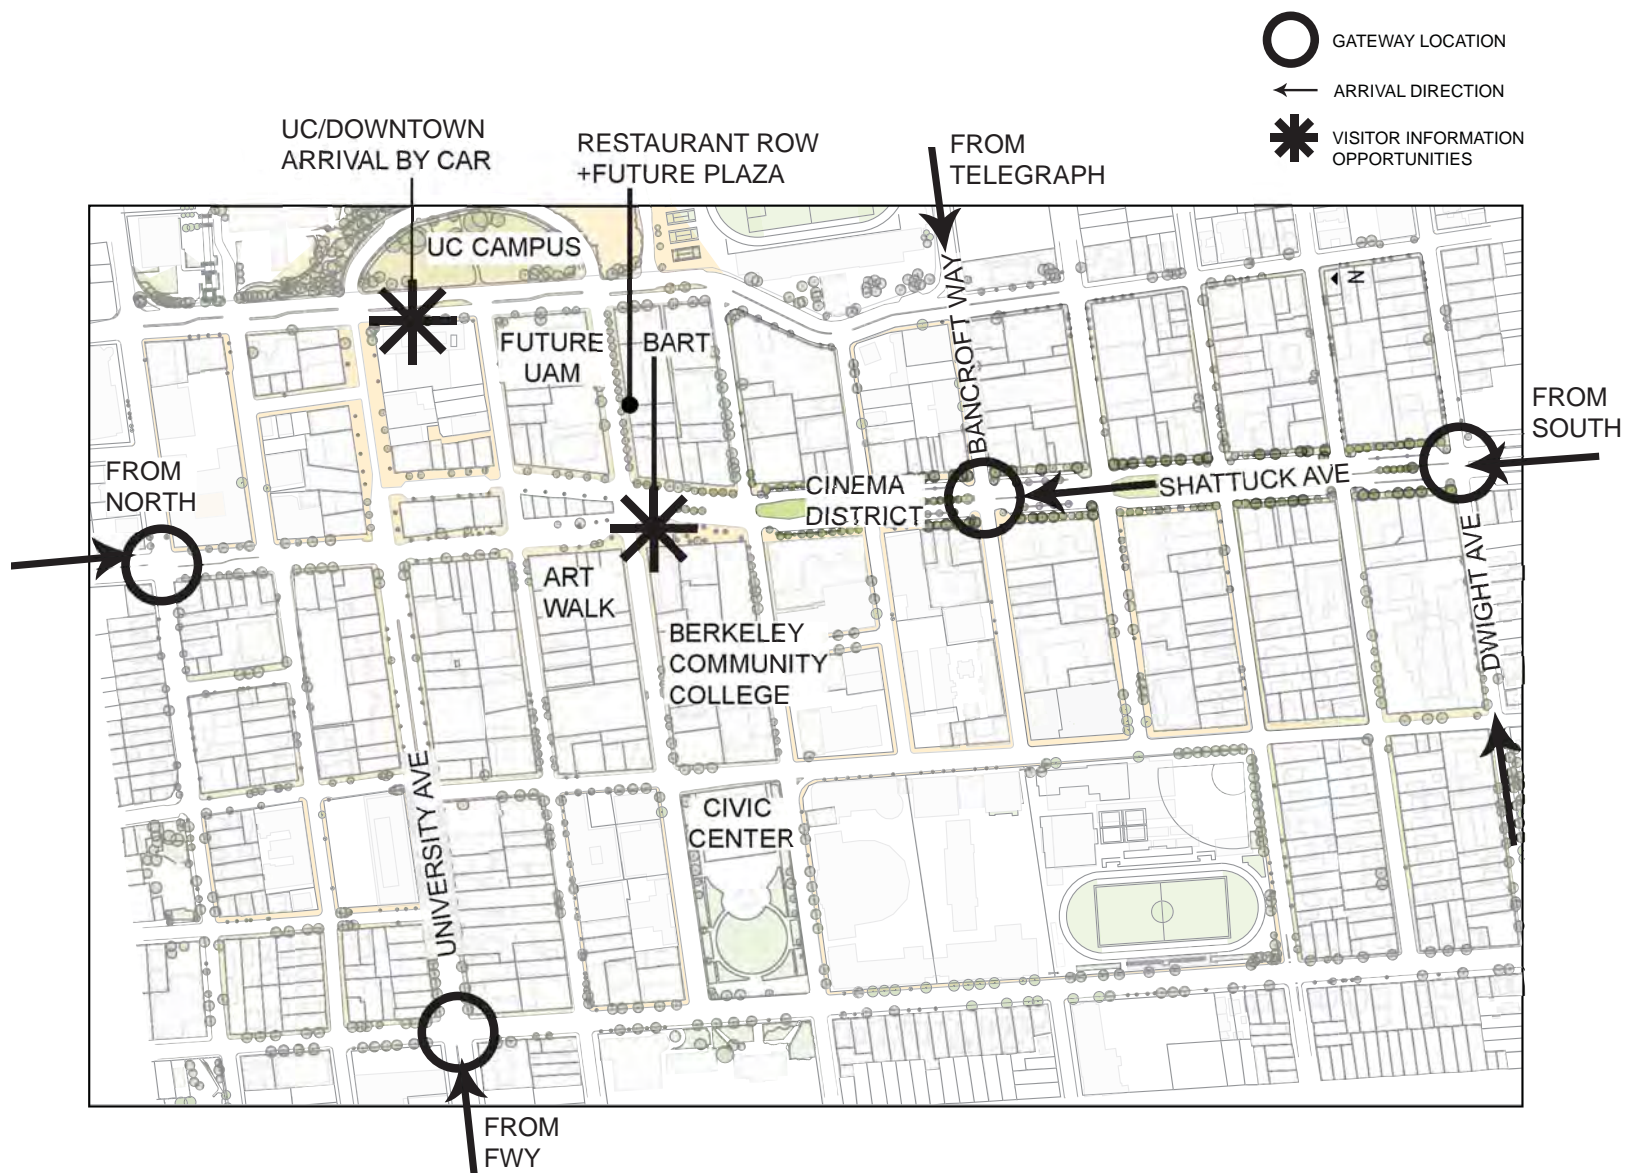 GATEWAY LOCATION
ARRIVAL DIRECTION
VISITOR INFORMATION
OPPORTUNITIES
UC/DOWNTOWN
ARRIVAL BY CAR
RESTAURANT ROW
+FUTURE PLAZA
FROM
TELEGRAPH
UC CAMPUS
N
BANCROFT WAY
FUTURE
UAM
BART
FROM
SOUTH
FROM
NORTH
CINEMA
DISTRICT
SHATTUCK AVE
DWIGHT AVE
ART
WALK
BERKELEY
COMMUNITY
COLLEGE
UNIVERSITY AVE
CIVIC
CENTER
FROM
FWY